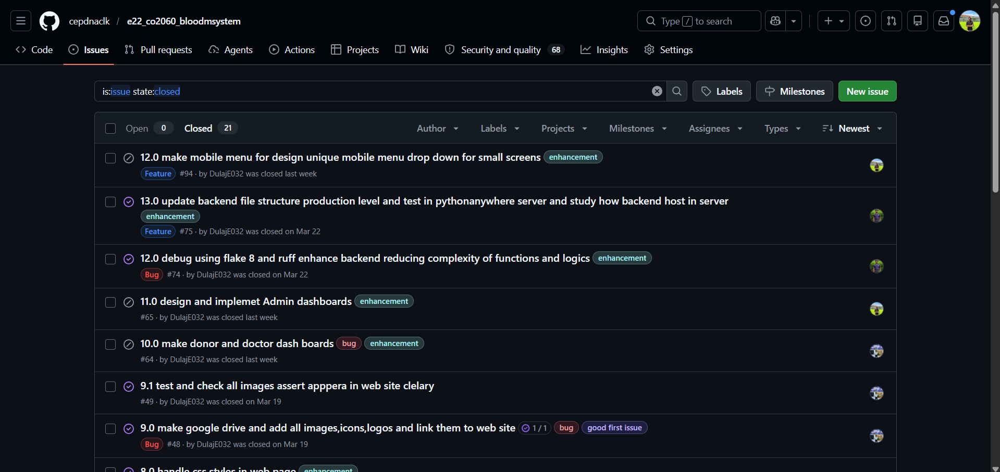 cepdnaclk / e22_co2060_bloodmsystem
Type / to search
Code Issues Pull requests Agents Actions Projects Wiki Security and quality 68 Insights Settings
is:issue state:closed
Labels Milestones New issue
Open 0 Closed 21 Author Labels Projects Milestones Assignees Types Newest
12.0 make mobile menu for design unique mobile menu drop down for small screens enhancement
Feature #94 · by DulajE032 was closed last week
13.0 update backend file structure production level and test in pythonanywhere server and study how backend host in server
enhancement
Feature #75 · by DulajE032 was closed on Mar 22
12.0 debug using flake 8 and ruff enhance backend reducing complexity of functions and logics enhancement
Bug #74 · by DulajE032 was closed on Mar 22
11.0 design and implemet Admin dashboards enhancement
#65 · by DulajE032 was closed last week
10.0 make donor and doctor dash boards bug enhancement
#64 · by DulajE032 was closed last week
9.1 test and check all images assert apppera in web site clelary
#49 · by DulajE032 was closed on Mar 19
9.0 make google drive and add all images,icons,logos and link them to web site 1 / 1 bug good first issue
Bug #48 · by DulajE032 was closed on Mar 19
8.0 handle css styles in web page enhancement